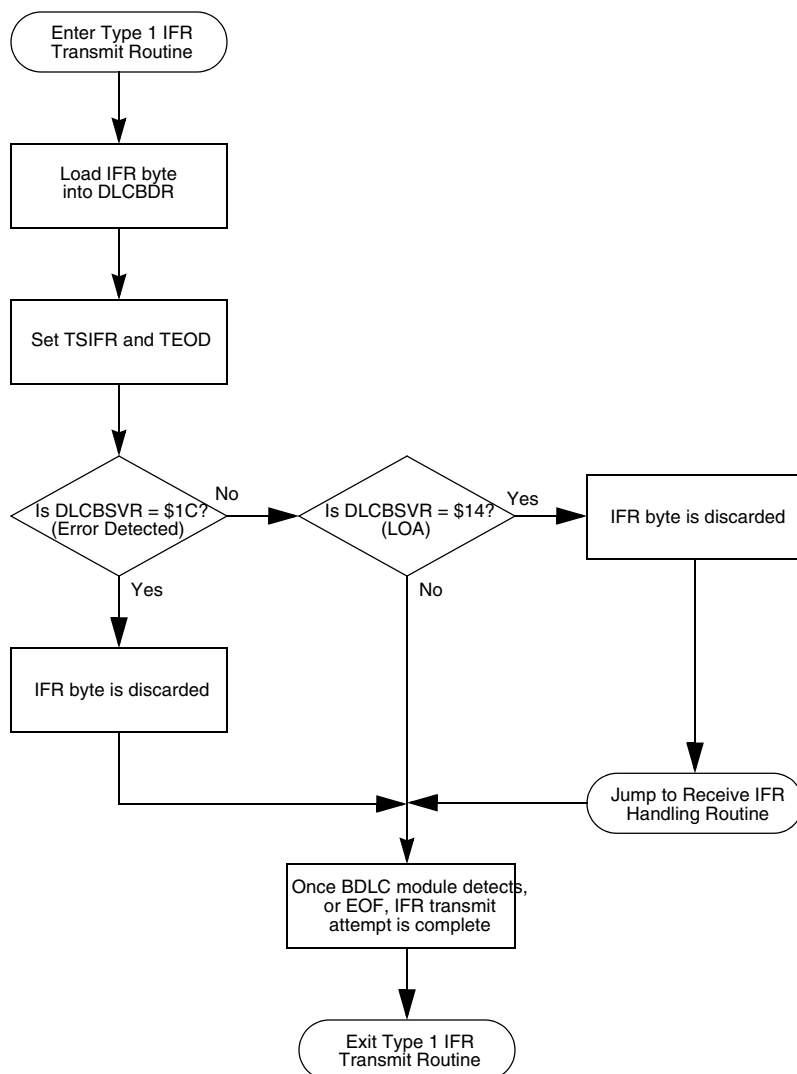 Enter Type 1 IFR
Transmit Routine
Load IFR byte
into DLCBDR
Set TSIFR and TEOD
Is DLCBSVR = $1C?
(Error Detected)
No
Is DLCBSVR = $14?
(LOA)
Yes
IFR byte is discarded
Yes
No
IFR byte is discarded
Jump to Receive IFR
Handling Routine
Once BDLC module detects,
or EOF, IFR transmit
attempt is complete
Exit Type 1 IFR
Transmit Routine